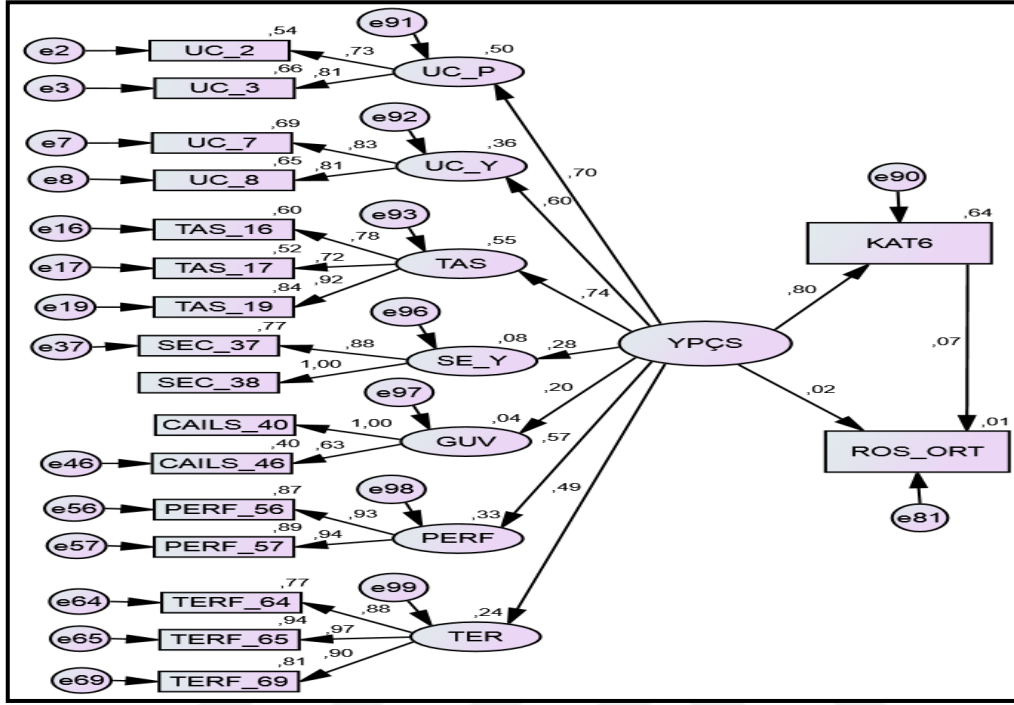 e91
,54
e2 UC_2 ,73 ,50
UC_P
,66 ,81
e3 UC_3
e92
,69
e7 UC_7 ,83 ,36
UC_Y
,65 ,81
e8 UC_8
,70
e90
,60
,60
e93
e16 TAS_16 ,78 ,55
,64
KAT6
,52 ,72
e17 TAS_17 TAS
,84 ,92
e19 TAS_19 ,74
,80
e96
,77
e37 SEC_37 ,88 ,08
YPÇS
SE_Y ,28
,07
1,00
SEC_38
e97
,20 ,02
CAILS_40 1,00 ,04
,01
GUV
,40 ,63
,57
ROS_ORT
e46 CAILS_46
e98
,49
,87
e56 PERF_56 ,93 ,33
e81
,89 ,94
PERF
e57 PERF_57
e99
,77
e64 TERF_64 ,88 ,24
,94 ,97
TER
e65 TERF_65
,81 ,90
e69 TERF_69